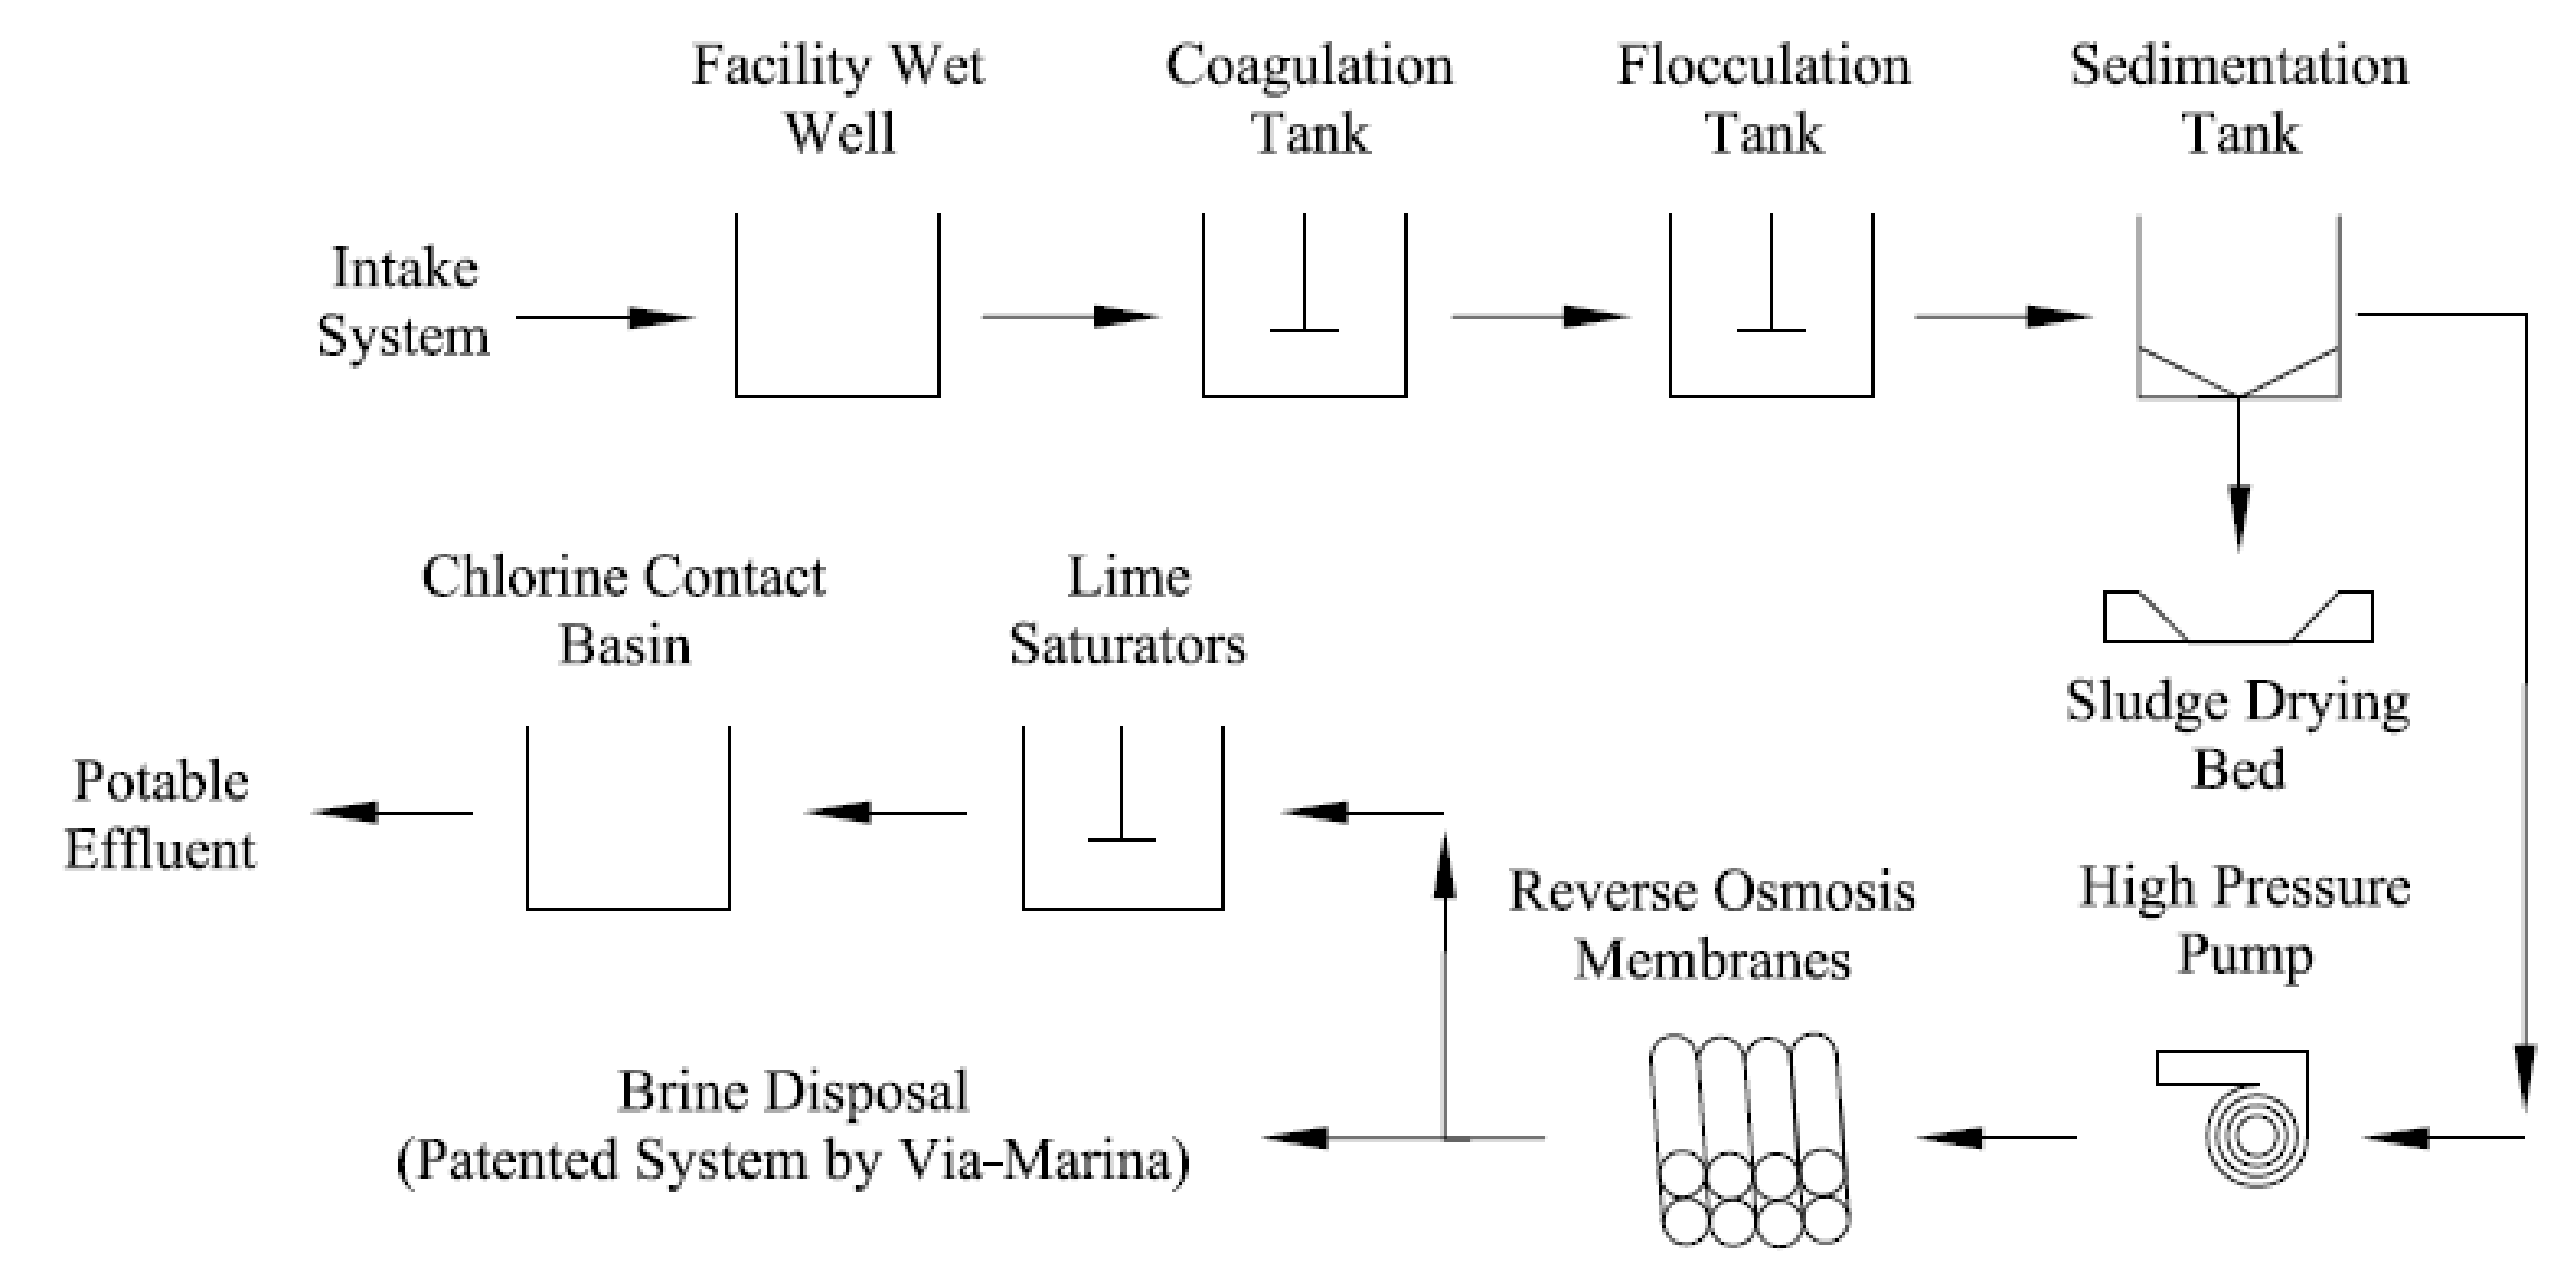 Facility Wet
Well
Coagulation
Tank
Flocculation
Tank
Sedimentation
Tank
Intake
System
Chlorine Contact
Basin
Lime
Saturators
Sludge Drying
Bed
Potable
Effluent
Reverse Osmosis
Membranes
High Pressure
Pump
Brine Disposal
(Patented System by Via-Marina)